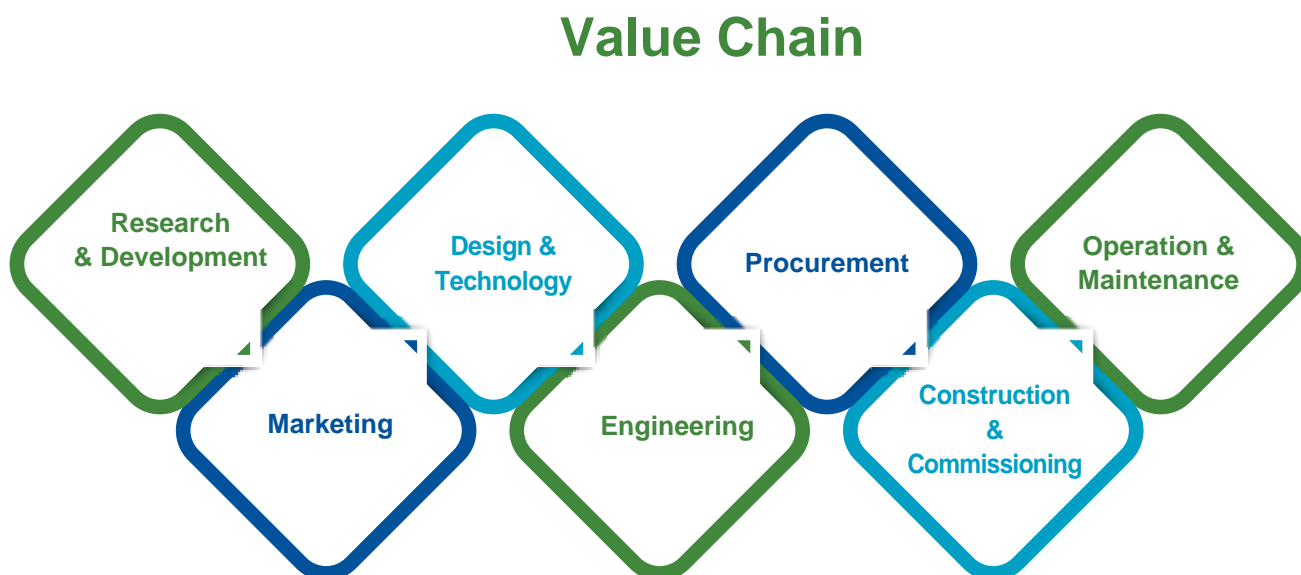 Value Chain
Research
& Development
Marketing
Design &
Technology
Engineering
Procurement
Construction
&
Commissioning
Operation &
Maintenance